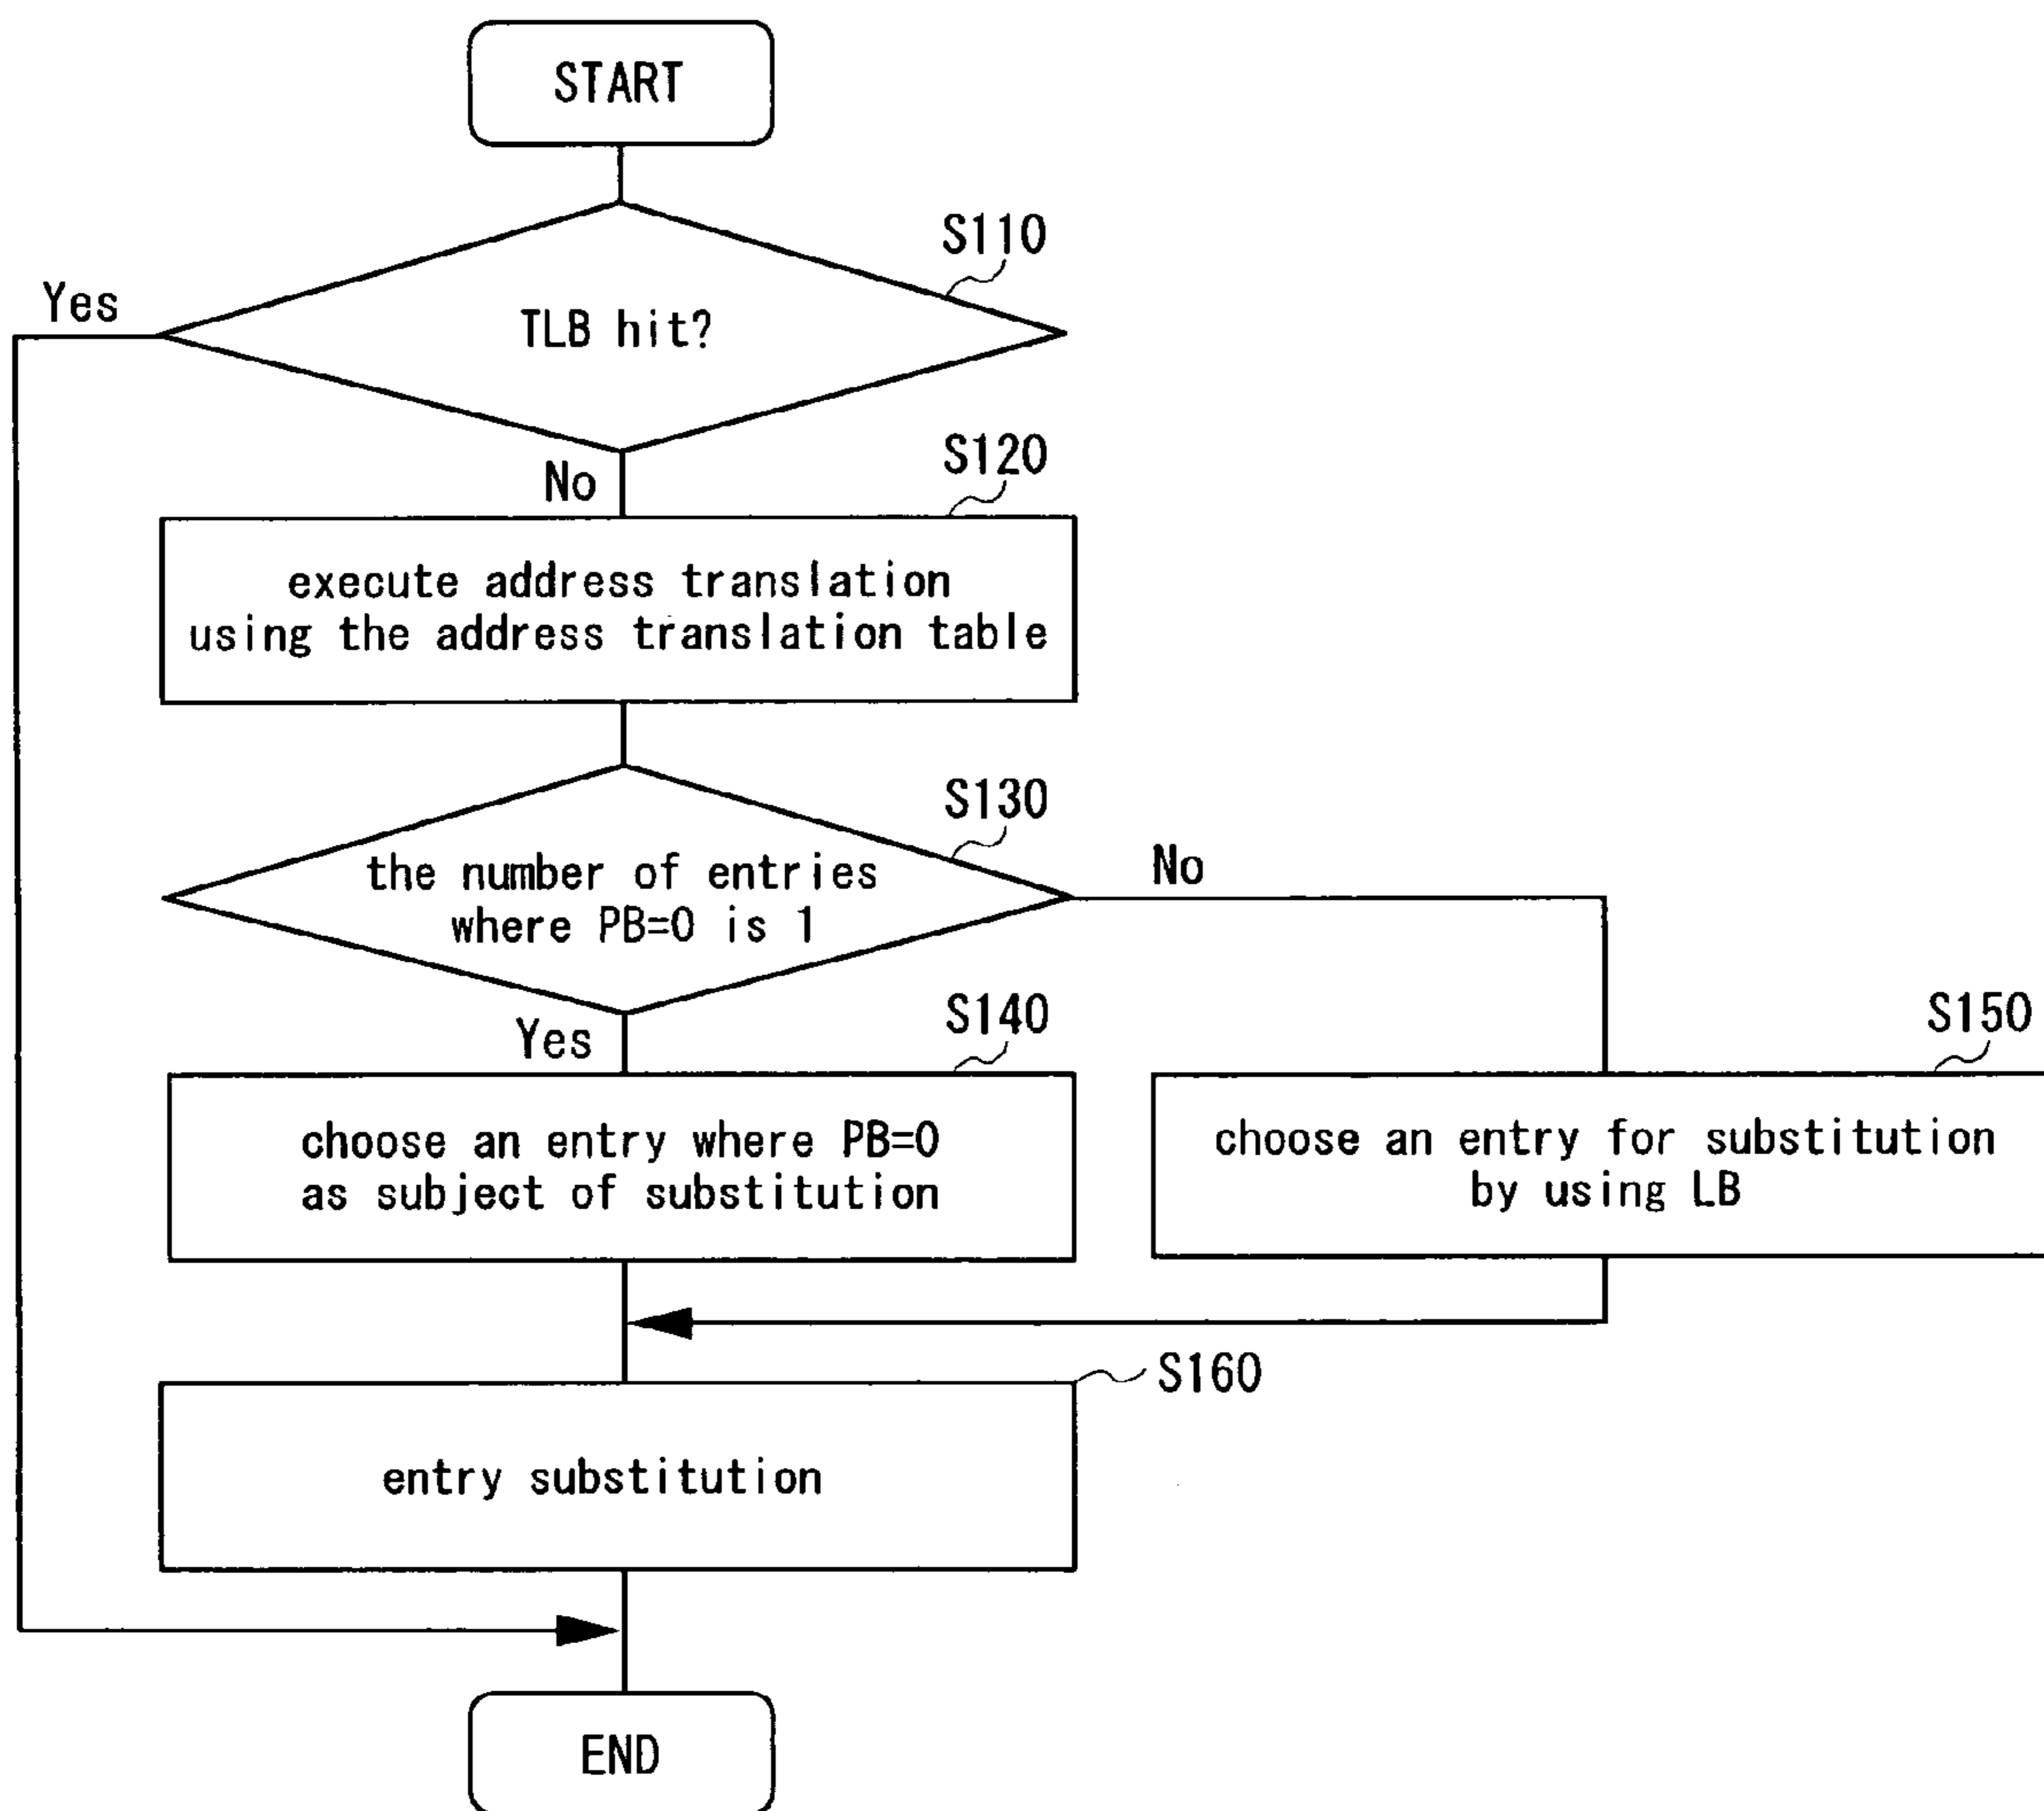 START
S110
Yes
TLB hit?
No
S120
execute address translation
using the address translation table
S130
the number of entries
where PB=0 is 1
No
Yes
S140
choose an entry where PB=0
as subject of substitution
S150
choose an entry for substitution
by using LB
S160
entry substitution
END